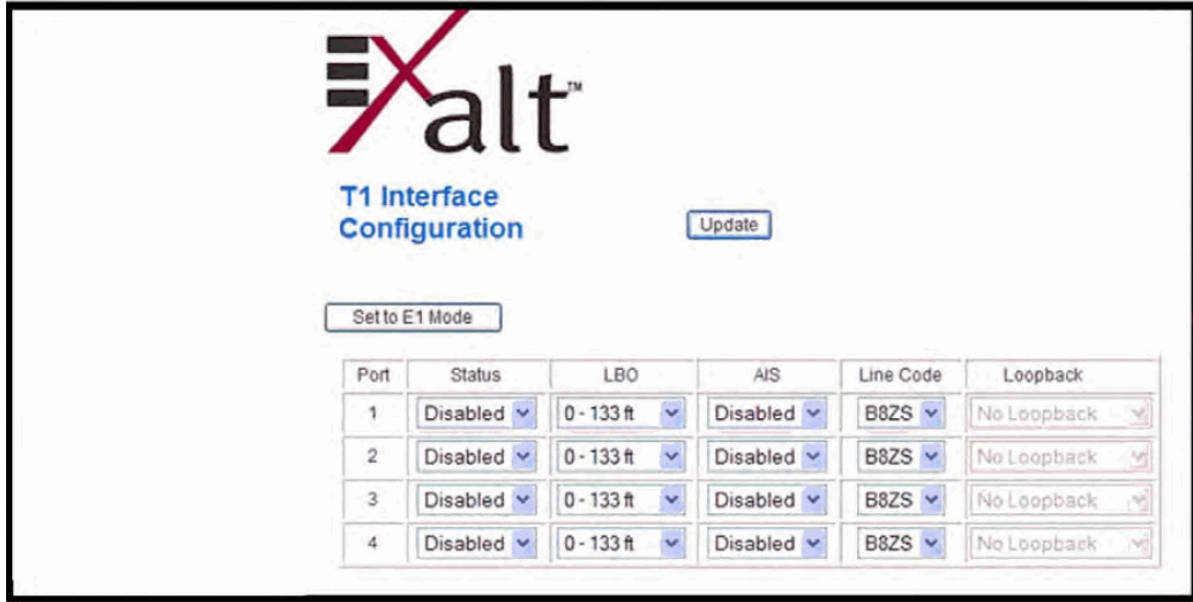 EXalt™
T1 Interface
Configuration
Update
Set to E1 Mode
Port Status LBO AIS Line Code Loopback
1 Disabled 0 - 133 ft Disabled B8ZS No Loopback
2 Disabled 0 - 133 ft Disabled B8ZS No Loopback
3 Disabled 0 - 133 ft Disabled B8ZS No Loopback
4 Disabled 0 - 133 ft Disabled B8ZS No Loopback